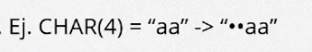 . Ej. CHAR(4) = “aa” -> “••aa”